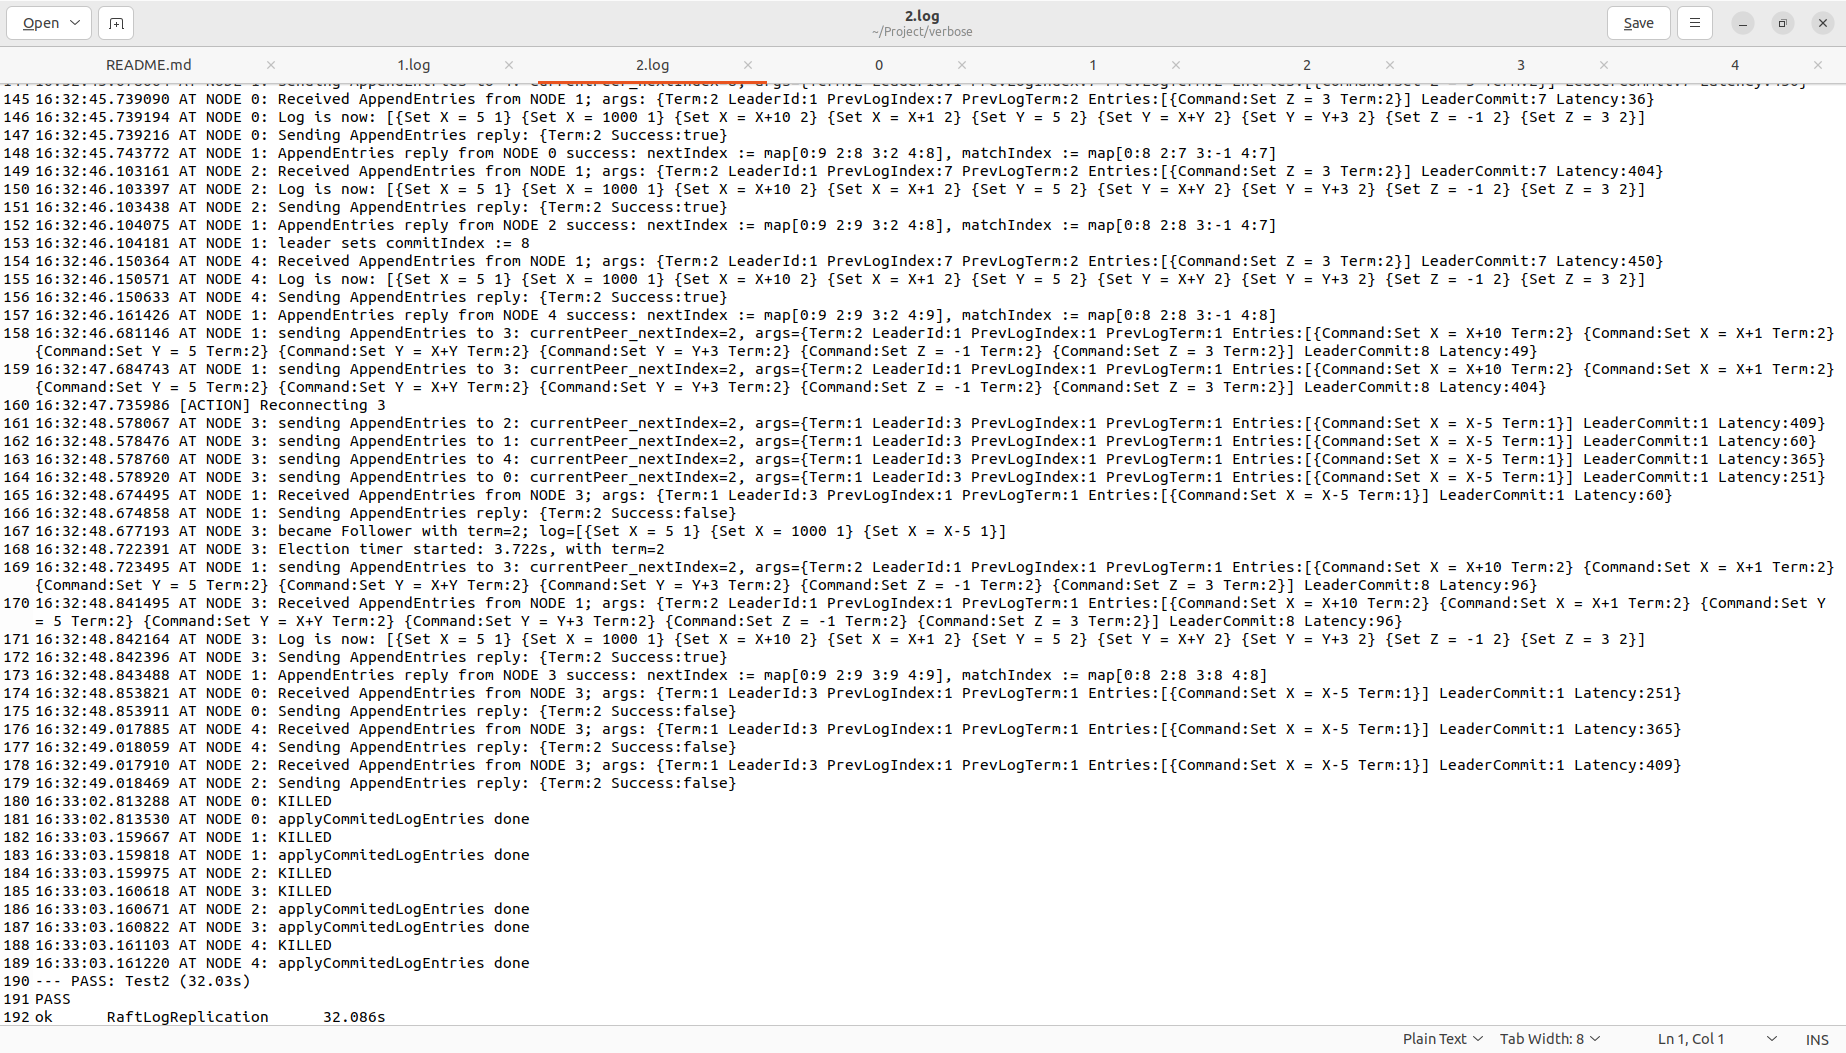 Open
2.log
~/Project/verbose
Save
README.md
1.log
2.log
0
1
2
3
4
145 16:32:45.739090 AT NODE 0: Received AppendEntries from NODE 1; args: {Term:2 LeaderId:1 PrevLogIndex:7 PrevLogTerm:2 Entries:[{Command:Set Z = 3 Term:2}] LeaderCommit:7 Latency:36}
146 16:32:45.739194 AT NODE 0: Log is now: [{Set X = 5 1} {Set X = 1000 1} {Set X = X+10 2} {Set X = X+1 2} {Set Y = 5 2} {Set Y = X+Y 2} {Set Y = Y+3 2} {Set Z = -1 2} {Set Z = 3 2}]
147 16:32:45.739216 AT NODE 0: Sending AppendEntries reply: {Term:2 Success:true}
148 16:32:45.743772 AT NODE 1: AppendEntries reply from NODE 0 success: nextIndex := map[0:9 2:8 3:2 4:8], matchIndex := map[0:8 2:7 3:-1 4:7]
149 16:32:46.103161 AT NODE 2: Received AppendEntries from NODE 1; args: {Term:2 LeaderId:1 PrevLogIndex:7 PrevLogTerm:2 Entries:[{Command:Set Z = 3 Term:2}] LeaderCommit:7 Latency:404}
150 16:32:46.103397 AT NODE 2: Log is now: [{Set X = 5 1} {Set X = 1000 1} {Set X = X+10 2} {Set X = X+1 2} {Set Y = 5 2} {Set Y = X+Y 2} {Set Y = Y+3 2} {Set Z = -1 2} {Set Z = 3 2}]
151 16:32:46.103438 AT NODE 2: Sending AppendEntries reply: {Term:2 Success:true}
152 16:32:46.104075 AT NODE 1: AppendEntries reply from NODE 2 success: nextIndex := map[0:9 2:9 3:2 4:8], matchIndex := map[0:8 2:8 3:-1 4:7]
153 16:32:46.104181 AT NODE 1: leader sets commitIndex := 8
154 16:32:46.150364 AT NODE 4: Received AppendEntries from NODE 1; args: {Term:2 LeaderId:1 PrevLogIndex:7 PrevLogTerm:2 Entries:[{Command:Set Z = 3 Term:2}] LeaderCommit:7 Latency:450}
155 16:32:46.150571 AT NODE 4: Log is now: [{Set X = 5 1} {Set X = 1000 1} {Set X = X+10 2} {Set X = X+1 2} {Set Y = 5 2} {Set Y = X+Y 2} {Set Y = Y+3 2} {Set Z = -1 2} {Set Z = 3 2}]
156 16:32:46.150633 AT NODE 4: Sending AppendEntries reply: {Term:2 Success:true}
157 16:32:46.161426 AT NODE 1: AppendEntries reply from NODE 4 success: nextIndex := map[0:9 2:9 3:2 4:9], matchIndex := map[0:8 2:8 3:-1 4:8]
158 16:32:46.681146 AT NODE 1: sending AppendEntries to 3: currentPeer_nextIndex=2, args={Term:2 LeaderId:1 PrevLogIndex:1 PrevLogTerm:1 Entries:[{Command:Set X = X+10 Term:2} {Command:Set X = X+1 Term:2}
{Command:Set Y = 5 Term:2} {Command:Set Y = X+Y Term:2} {Command:Set Y = Y+3 Term:2} {Command:Set Z = -1 Term:2} {Command:Set Z = 3 Term:2}] LeaderCommit:8 Latency:49}
159 16:32:47.684743 AT NODE 1: sending AppendEntries to 3: currentPeer_nextIndex=2, args={Term:2 LeaderId:1 PrevLogIndex:1 PrevLogTerm:1 Entries:[{Command:Set X = X+10 Term:2} {Command:Set X = X+1 Term:2}
{Command:Set Y = 5 Term:2} {Command:Set Y = X+Y Term:2} {Command:Set Y = Y+3 Term:2} {Command:Set Z = -1 Term:2} {Command:Set Z = 3 Term:2}] LeaderCommit:8 Latency:404}
160 16:32:47.735986 [ACTION] Reconnecting 3
161 16:32:48.578067 AT NODE 3: sending AppendEntries to 2: currentPeer_nextIndex=2, args={Term:1 LeaderId:3 PrevLogIndex:1 PrevLogTerm:1 Entries:[{Command:Set X = X-5 Term:1}] LeaderCommit:1 Latency:409}
162 16:32:48.578476 AT NODE 3: sending AppendEntries to 1: currentPeer_nextIndex=2, args={Term:1 LeaderId:3 PrevLogIndex:1 PrevLogTerm:1 Entries:[{Command:Set X = X-5 Term:1}] LeaderCommit:1 Latency:60}
163 16:32:48.578760 AT NODE 3: sending AppendEntries to 4: currentPeer_nextIndex=2, args={Term:1 LeaderId:3 PrevLogIndex:1 PrevLogTerm:1 Entries:[{Command:Set X = X-5 Term:1}] LeaderCommit:1 Latency:365}
164 16:32:48.578920 AT NODE 3: sending AppendEntries to 0: currentPeer_nextIndex=2, args={Term:1 LeaderId:3 PrevLogIndex:1 PrevLogTerm:1 Entries:[{Command:Set X = X-5 Term:1}] LeaderCommit:1 Latency:251}
165 16:32:48.674495 AT NODE 1: Received AppendEntries from NODE 3; args: {Term:1 LeaderId:3 PrevLogIndex:1 PrevLogTerm:1 Entries:[{Command:Set X = X-5 Term:1}] LeaderCommit:1 Latency:60}
166 16:32:48.674858 AT NODE 1: Sending AppendEntries reply: {Term:2 Success:false}
167 16:32:48.677193 AT NODE 3: became Follower with term=2; log=[{Set X = 5 1} {Set X = 1000 1} {Set X = X-5 1}]
168 16:32:48.722391 AT NODE 3: Election timer started: 3.722s, with term=2
169 16:32:48.723495 AT NODE 1: sending AppendEntries to 3: currentPeer_nextIndex=2, args={Term:2 LeaderId:1 PrevLogIndex:1 PrevLogTerm:1 Entries:[{Command:Set X = X+10 Term:2} {Command:Set X = X+1 Term:2}
{Command:Set Y = 5 Term:2} {Command:Set Y = X+Y Term:2} {Command:Set Y = Y+3 Term:2} {Command:Set Z = -1 Term:2} {Command:Set Z = 3 Term:2}] LeaderCommit:8 Latency:96}
170 16:32:48.841495 AT NODE 3: Received AppendEntries from NODE 1; args: {Term:2 LeaderId:1 PrevLogIndex:1 PrevLogTerm:1 Entries:[{Command:Set X = X+10 Term:2} {Command:Set X = X+1 Term:2} {Command:Set Y
= 5 Term:2} {Command:Set Y = X+Y Term:2} {Command:Set Y = Y+3 Term:2} {Command:Set Z = -1 Term:2} {Command:Set Z = 3 Term:2}] LeaderCommit:8 Latency:96}
171 16:32:48.842164 AT NODE 3: Log is now: [{Set X = 5 1} {Set X = 1000 1} {Set X = X+10 2} {Set X = X+1 2} {Set Y = 5 2} {Set Y = X+Y 2} {Set Y = Y+3 2} {Set Z = -1 2} {Set Z = 3 2}]
172 16:32:48.842396 AT NODE 3: Sending AppendEntries reply: {Term:2 Success:true}
173 16:32:48.843488 AT NODE 1: AppendEntries reply from NODE 3 success: nextIndex := map[0:9 2:9 3:9 4:9], matchIndex := map[0:8 2:8 3:8 4:8]
174 16:32:48.853821 AT NODE 0: Received AppendEntries from NODE 3; args: {Term:1 LeaderId:3 PrevLogIndex:1 PrevLogTerm:1 Entries:[{Command:Set X = X-5 Term:1}] LeaderCommit:1 Latency:251}
175 16:32:48.853911 AT NODE 0: Sending AppendEntries reply: {Term:2 Success:false}
176 16:32:49.017885 AT NODE 4: Received AppendEntries from NODE 3; args: {Term:1 LeaderId:3 PrevLogIndex:1 PrevLogTerm:1 Entries:[{Command:Set X = X-5 Term:1}] LeaderCommit:1 Latency:365}
177 16:32:49.018059 AT NODE 4: Sending AppendEntries reply: {Term:2 Success:false}
178 16:32:49.017910 AT NODE 2: Received AppendEntries from NODE 3; args: {Term:1 LeaderId:3 PrevLogIndex:1 PrevLogTerm:1 Entries:[{Command:Set X = X-5 Term:1}] LeaderCommit:1 Latency:409}
179 16:32:49.018469 AT NODE 2: Sending AppendEntries reply: {Term:2 Success:false}
180 16:33:02.813288 AT NODE 0: KILLED
181 16:33:02.813530 AT NODE 0: applyCommitedLogEntries done
182 16:33:03.159667 AT NODE 1: KILLED
183 16:33:03.159818 AT NODE 1: applyCommitedLogEntries done
184 16:33:03.159975 AT NODE 2: KILLED
185 16:33:03.160618 AT NODE 3: KILLED
186 16:33:03.160671 AT NODE 2: applyCommitedLogEntries done
187 16:33:03.160822 AT NODE 3: applyCommitedLogEntries done
188 16:33:03.161103 AT NODE 4: KILLED
189 16:33:03.161220 AT NODE 4: applyCommitedLogEntries done
190 --- PASS: Test2 (32.03s)
191 PASS
192 ok      RaftLogReplication      32.086s
Plain Text
Tab Width: 8
Ln 1, Col 1
INS